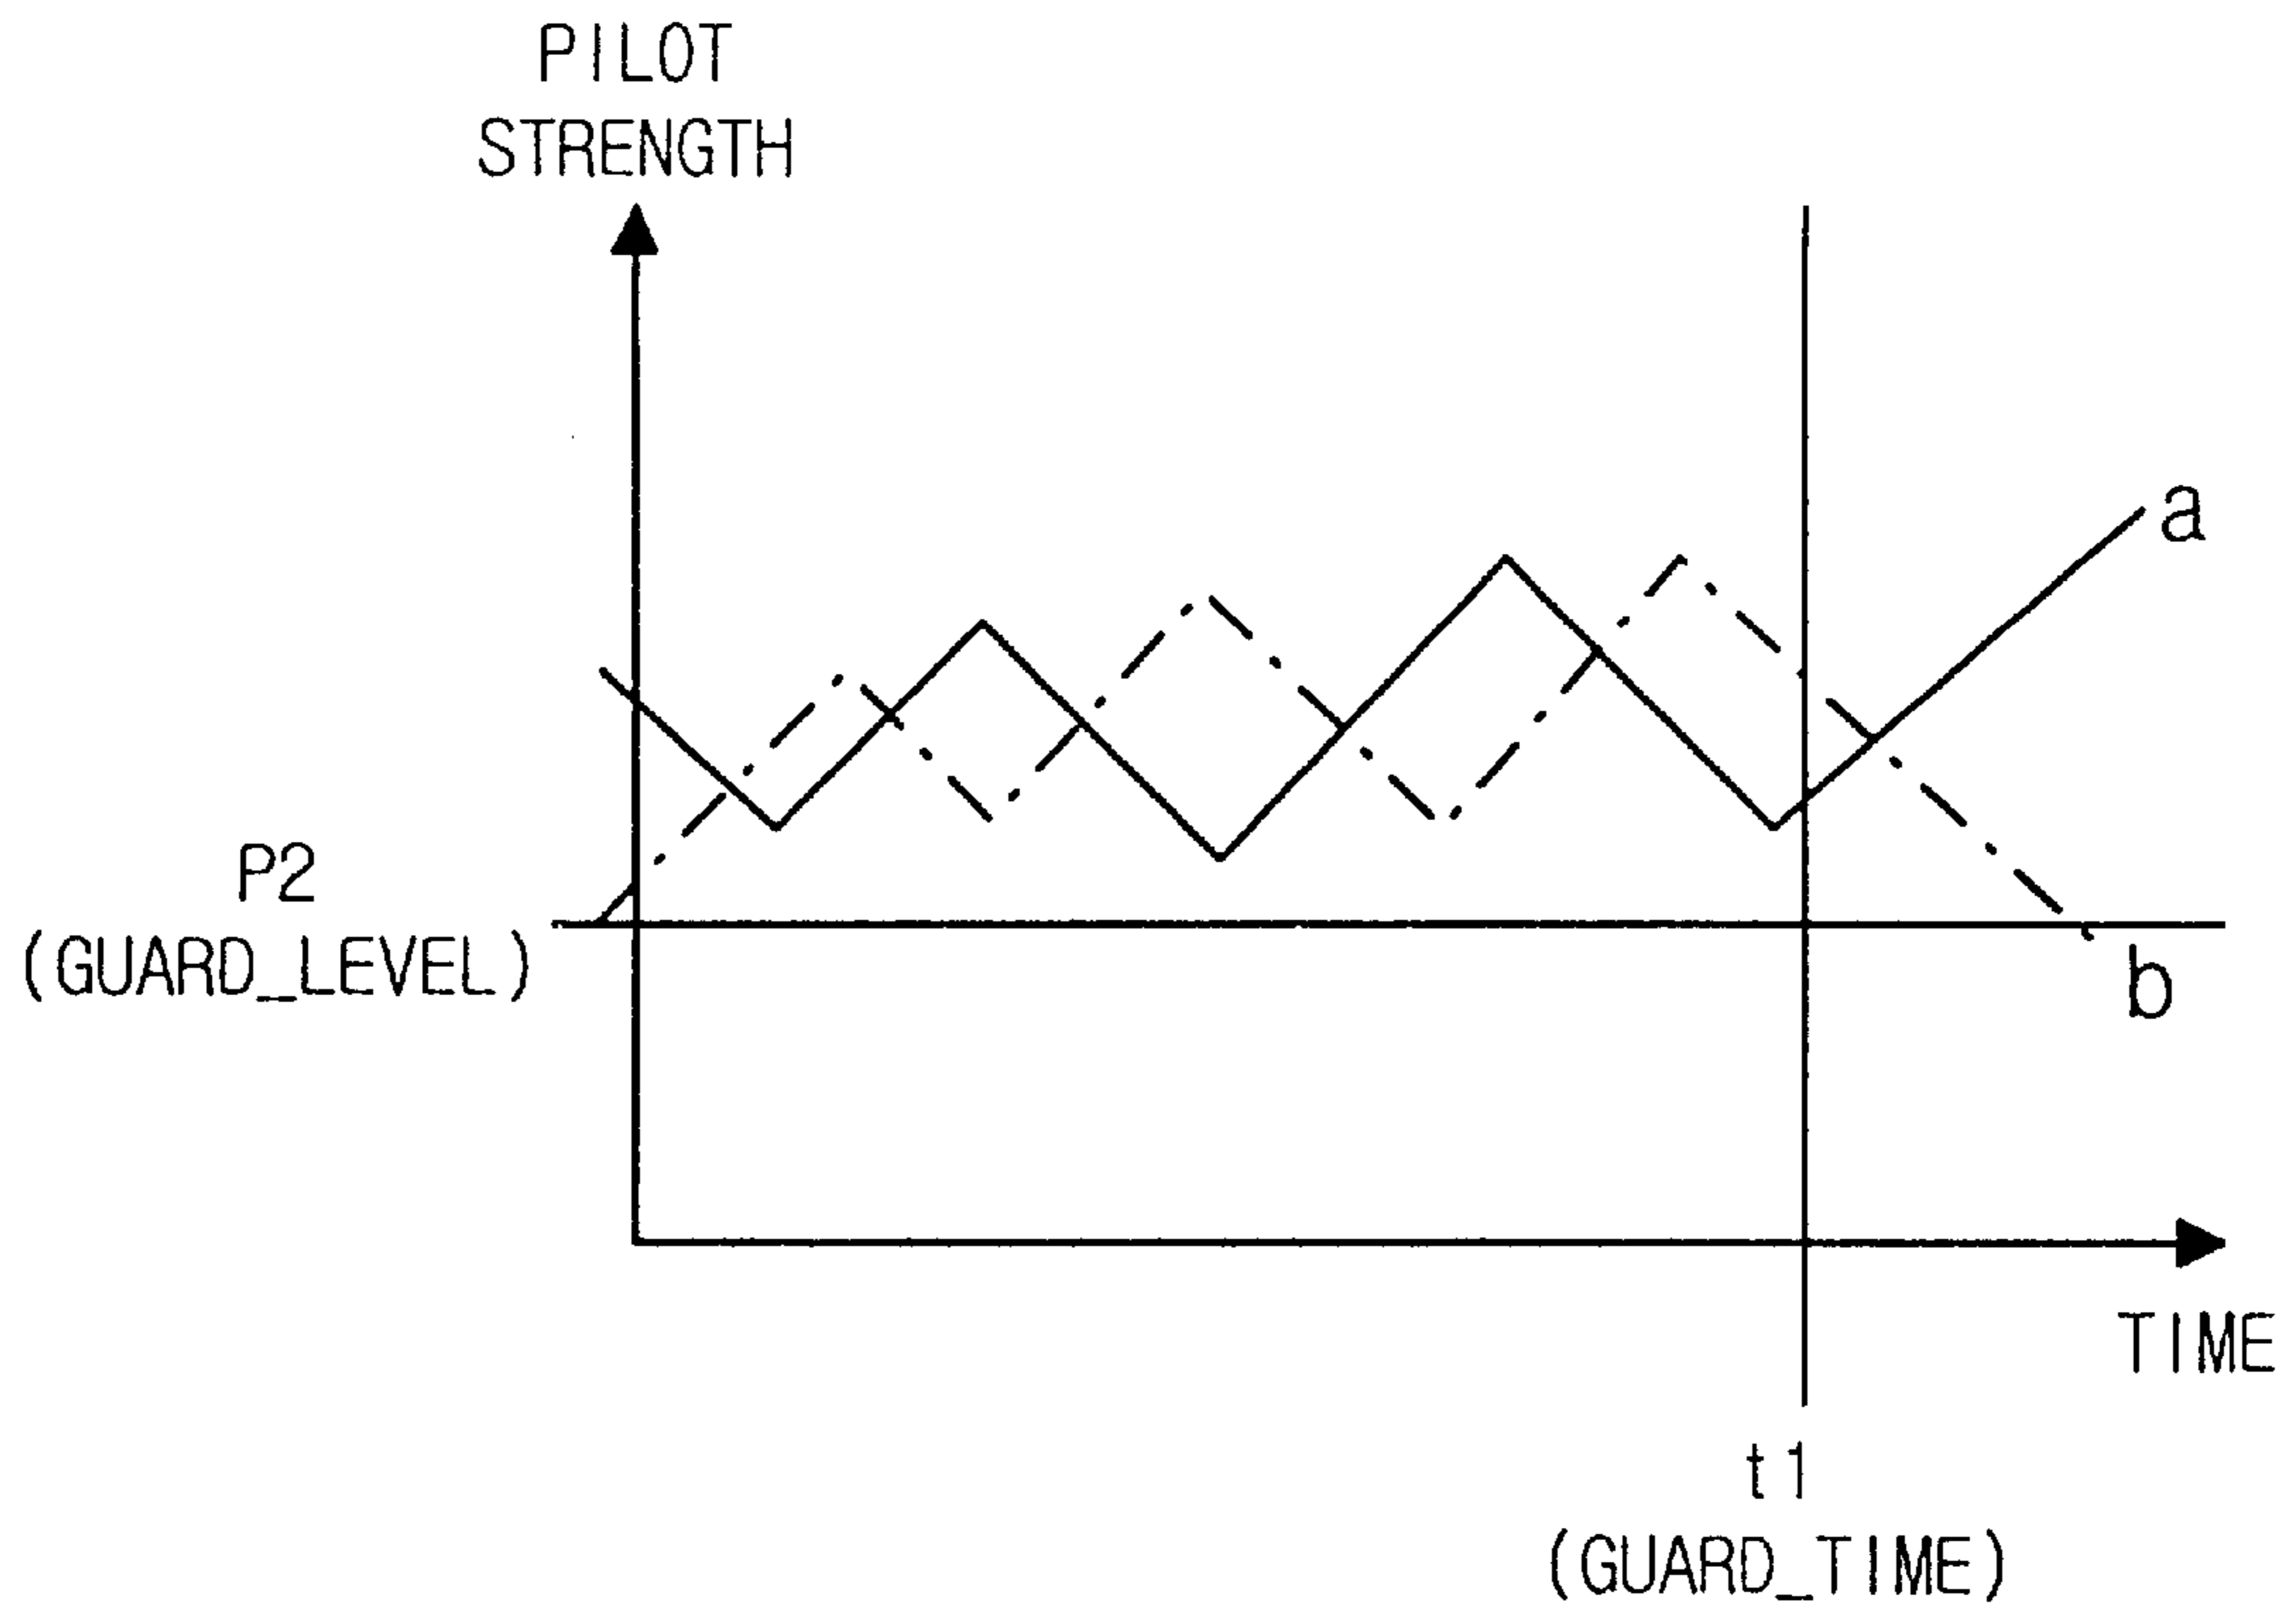 PILOT
STRENGTH
a
P2
(GUARD_LEVEL)
b
TIME
t1
(GUARD_TIME)